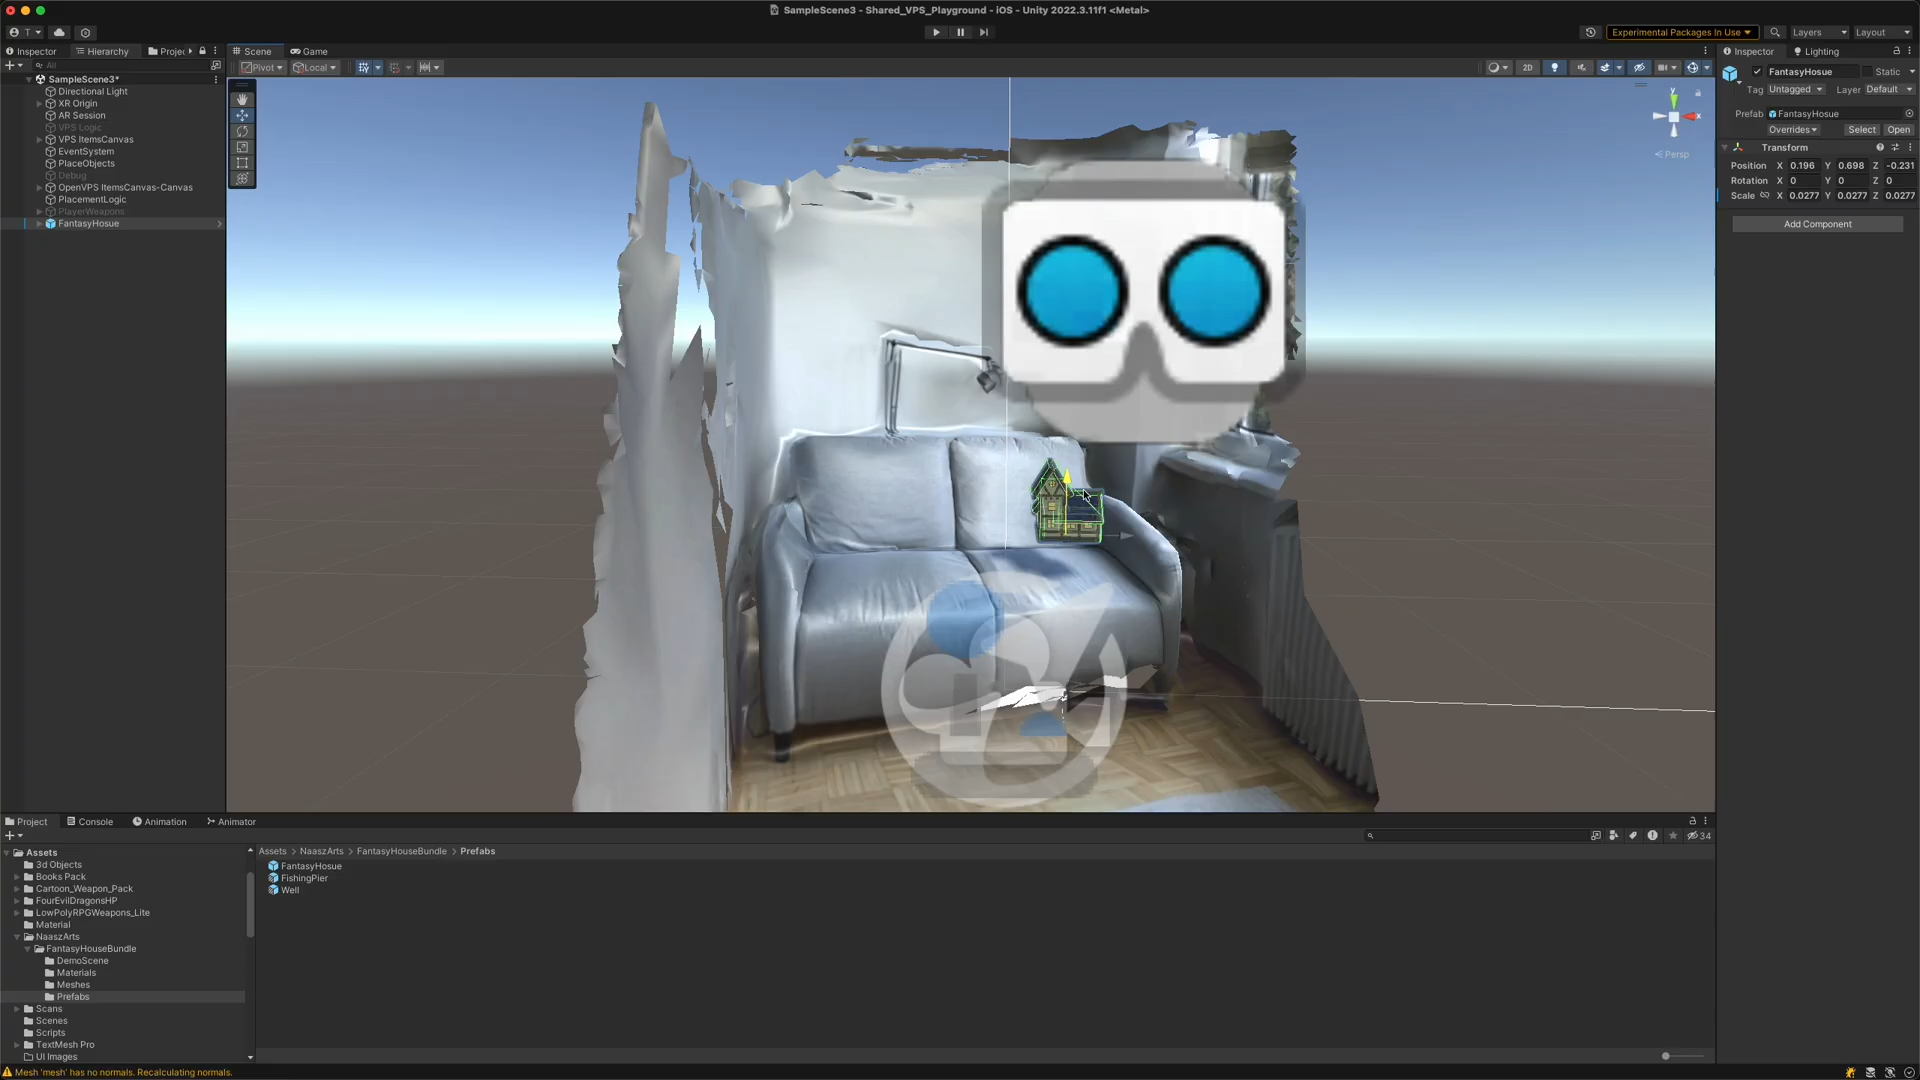 SampleScene3 - Shared_VPS_Playground - iOS - Unity 2022.3.11f1 <Metal>
T
Experimental Packages In Use
Layers
Layout
Inspector
Hierarchy
Projec
Scene
Game
Inspector
Lighting
All
Pivot
Local
2D
SampleScene3*
Directional Light
XR Origin
AR Session
VPS Logic
VPS ItemsCanvas
EventSystem
PlaceObjects
Debug
OpenVPS ItemsCanvas-Canvas
PlacementLogic
PlayerWeapons
FantasyHosue
y
x
Persp
FantasyHosue
Static
Tag Untagged Layer Default
Prefab FantasyHosue
Overrides Select Open
Transform
Position X 0.196 Y 0.698 Z -0.231
Rotation X 0 Y 0 Z 0
Scale X 0.0277 Y 0.0277 Z 0.0277
Add Component
Project
Console
Animation
Animator
34
Assets
3d Objects
Books Pack
Cartoon_Weapon_Pack
FourEvilDragonsHP
LowPolyRPGWeapons_Lite
Material
NaaszArts
FantasyHouseBundle
DemoScene
Materials
Meshes
Prefabs
Scans
Scenes
Scripts
TextMesh Pro
UI Images
Assets > NaaszArts > FantasyHouseBundle > Prefabs
FantasyHosue
FishingPier
Well
Mesh 'mesh' has no normals. Recalculating normals.